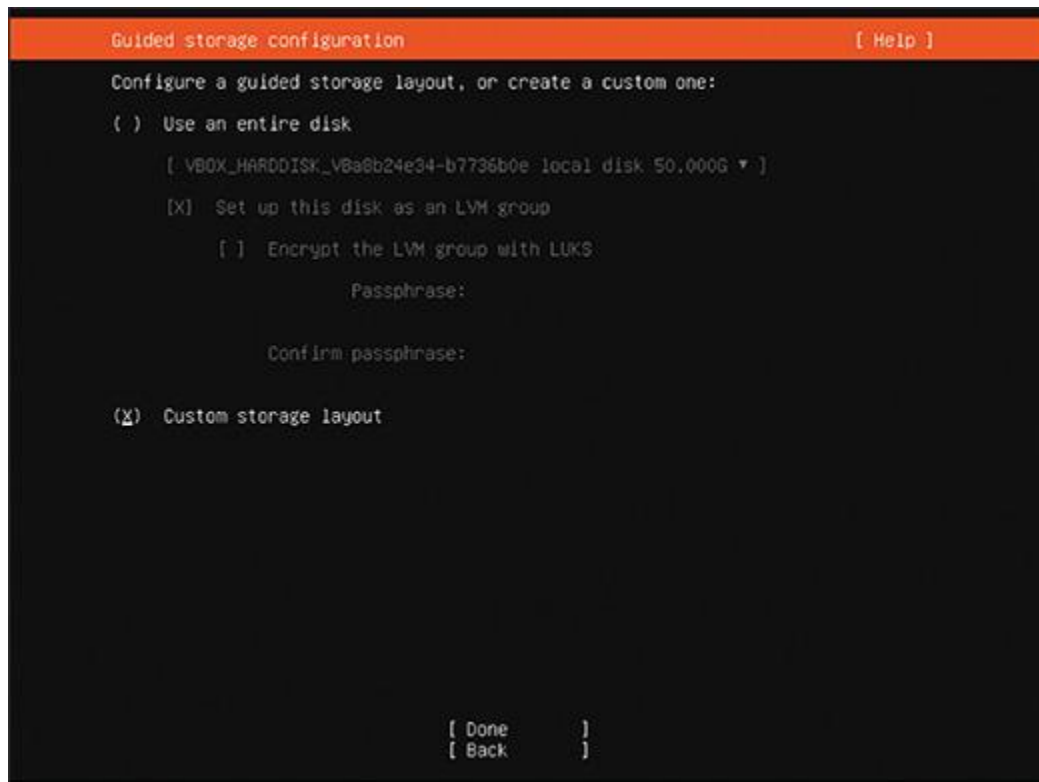 Guided storage configuration [ Help ]
Configure a guided storage layout, or create a custom one:
( ) Use an entire disk
[ VBOX_HARDDISK_VBa8b24e34-b7736b0e local disk 50.000G ▾ ]
[X] Set up this disk as an LVM group
[ ] Encrypt the LVM group with LUKS
Passphrase:
Confirm passphrase:
(X) Custom storage layout
[ Done ]
[ Back ]